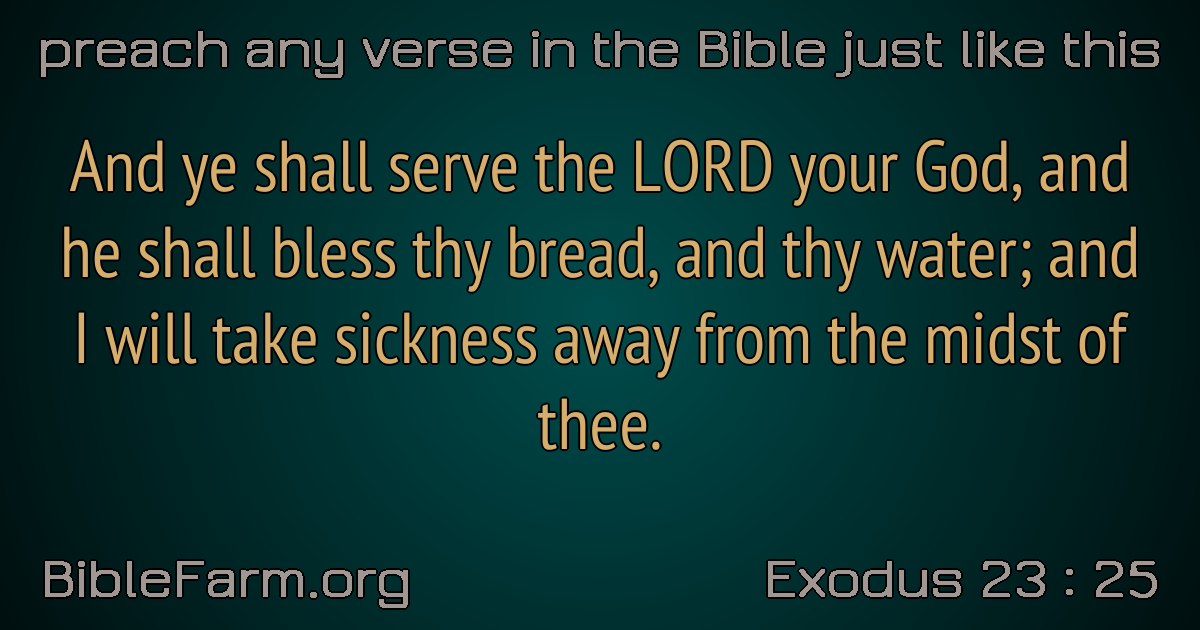 preach any verse in the Bible just like this
And ye shall serve the LORD your God, and
he shall bless thy bread, and thy water; and
I will take sickness away from the midst of
thee.
BibleFarm.org
Exodus 23 : 25